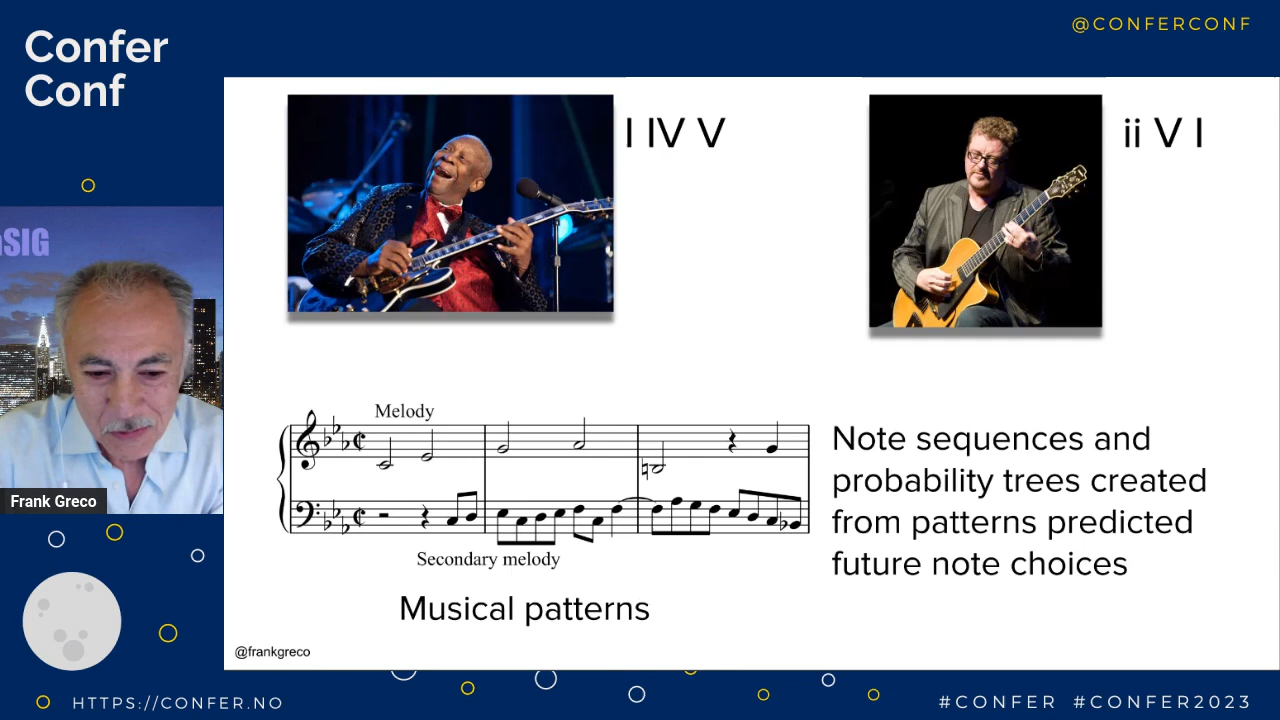 Confer
Conf
@CONFERCONF
I IV V
ii V I
Melody
Secondary melody
Musical patterns
Note sequences and
probability trees created
from patterns predicted
future note choices
@frankgreco
SIG
Frank Greco
HTTPS://CONFER.NO
#CONFER #CONFER2023